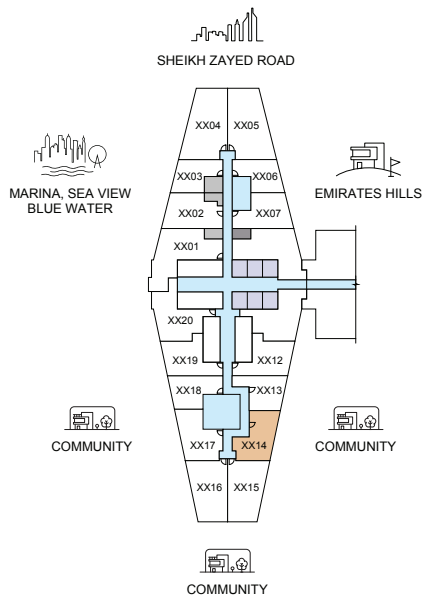 SHEIKH ZAYED ROAD
XX04
XX05
MARINA, SEA VIEW
BLUE WATER
EMIRATES HILLS
XX03
XX06
XX02
XX07
XX01
XX20
XX19
XX12
XX18
XX13
COMMUNITY
COMMUNITY
XX17
XX14
XX16
XX15
COMMUNITY